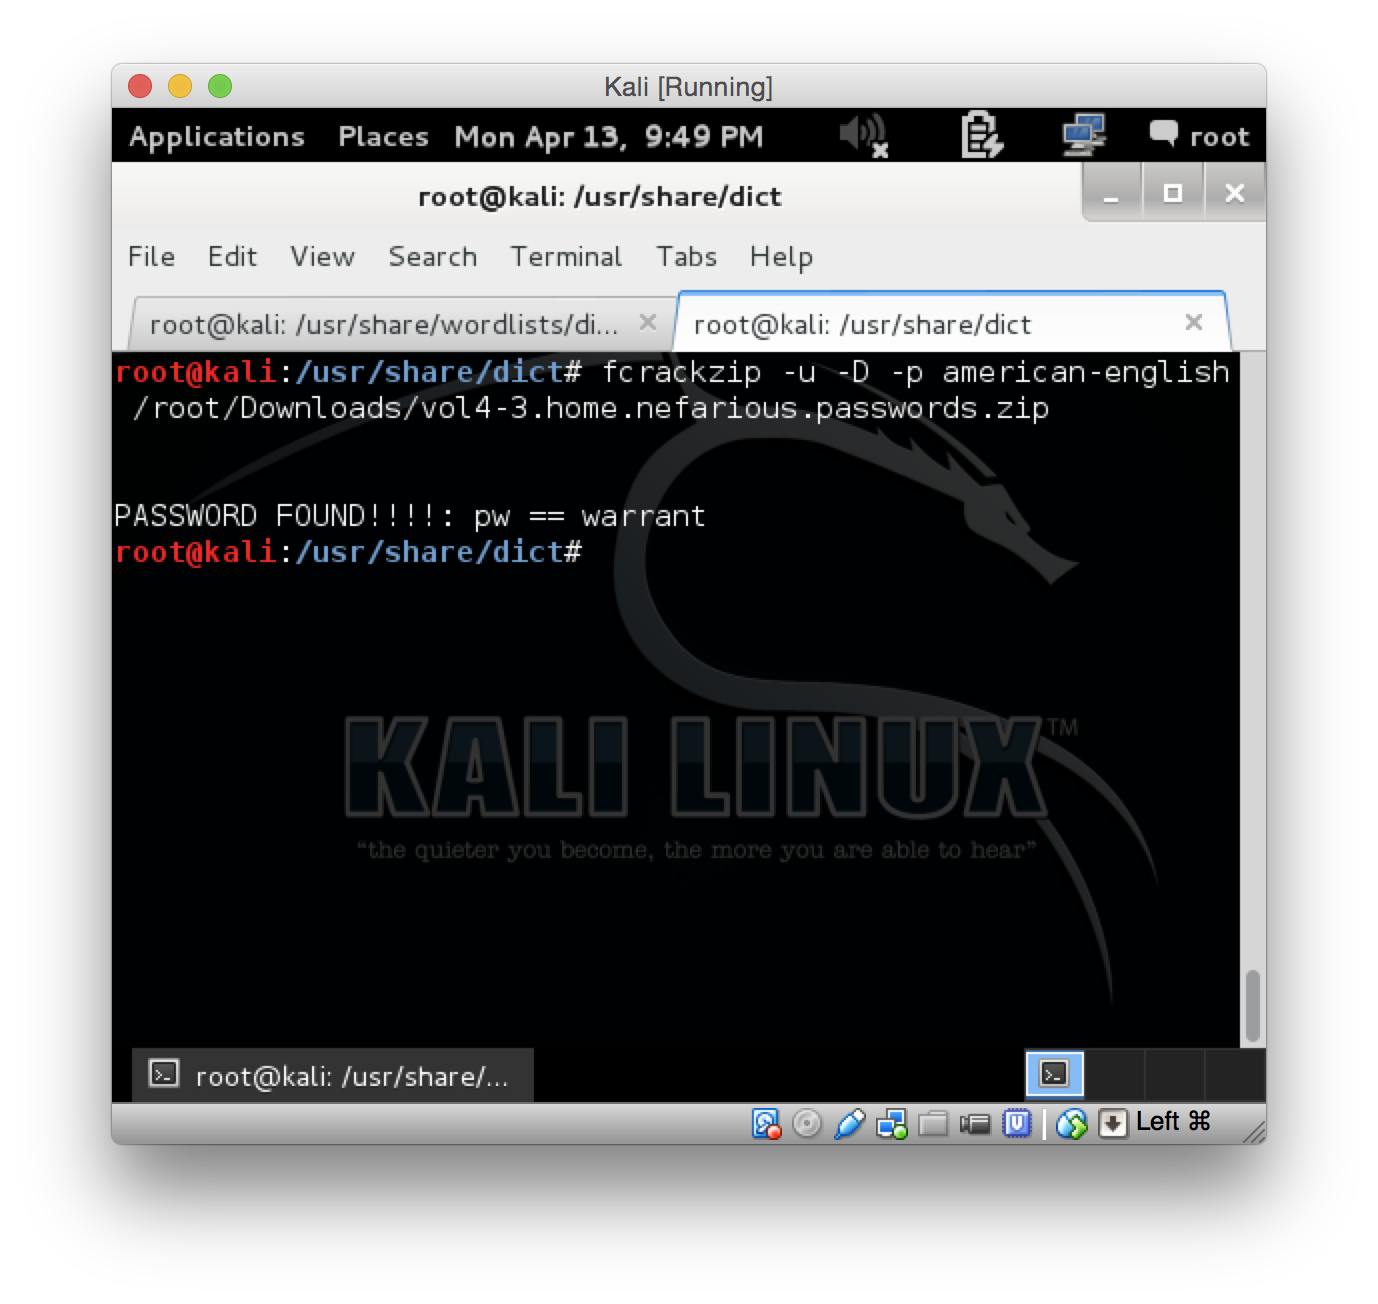 Kali [Running]
Applications Places Mon Apr 13, 9:49 PM root
root@kali: /usr/share/dict
File Edit View Search Terminal Tabs Help
root@kali: /usr/share/wordlists/di... root@kali: /usr/share/dict
root@kali:/usr/share/dict# fcrackzip -u -D -p american-english
/root/Downloads/vol4-3.home.nefarious.passwords.zip
PASSWORD FOUND!!!!: pw == warrant
root@kali:/usr/share/dict#
KALI LINUX™
“the quieter you become, the more you are able to hear”
root@kali: /usr/share/...
Left ⌘